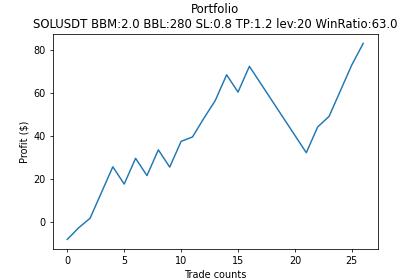 Portfolio
SOLUSDT BBM:2.0 BBL:280 SL:0.8 TP:1.2 lev:20 WinRatio:63.0
80
60
40
20
0
Profit ($)
0 5 10 15 20 25
Trade counts